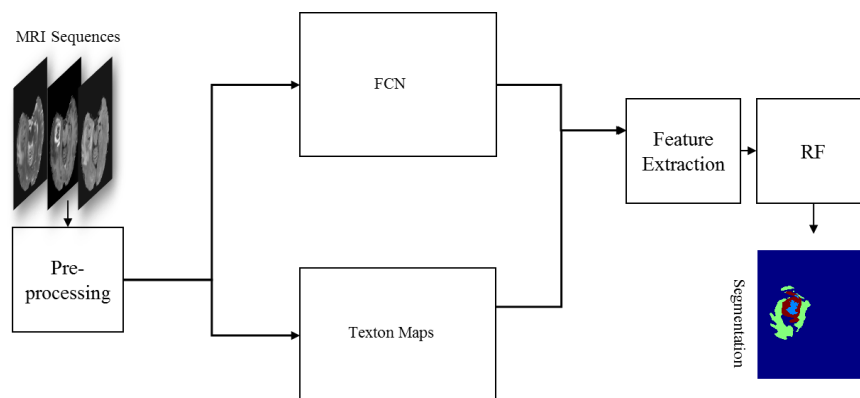 MRI Sequences
Pre-
processing
FCN
Texton Maps
Feature
Extraction
RF
Segmentation